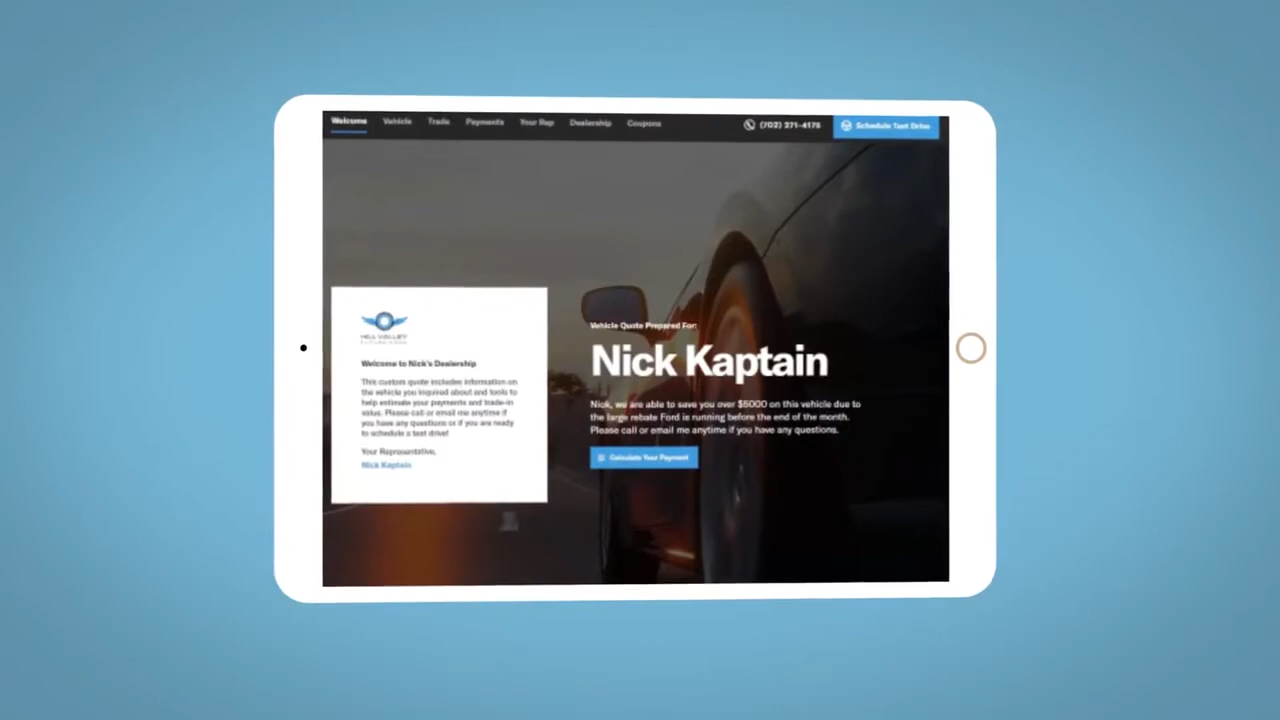 Welcome Vehicle Trade Payments Your Rep Dealership Coupons (702) 271-4175 Schedule Test Drive
HILL VALLEY
Welcome to Nick's Dealership
This custom quote includes information on
the vehicle you inquired about and tools to
help estimate your payments and trade-in
value. Please call or email me anytime if
you have any questions or if you are ready
to schedule a test drive!
Your Representative,
Nick Kaptain
Vehicle Quote Prepared For:
Nick Kaptain
Nick, we are able to save you over $5000 on this vehicle due to
the large rebate Ford is running before the end of the month.
Please call or email me anytime if you have any questions.
Calculate Your Payment